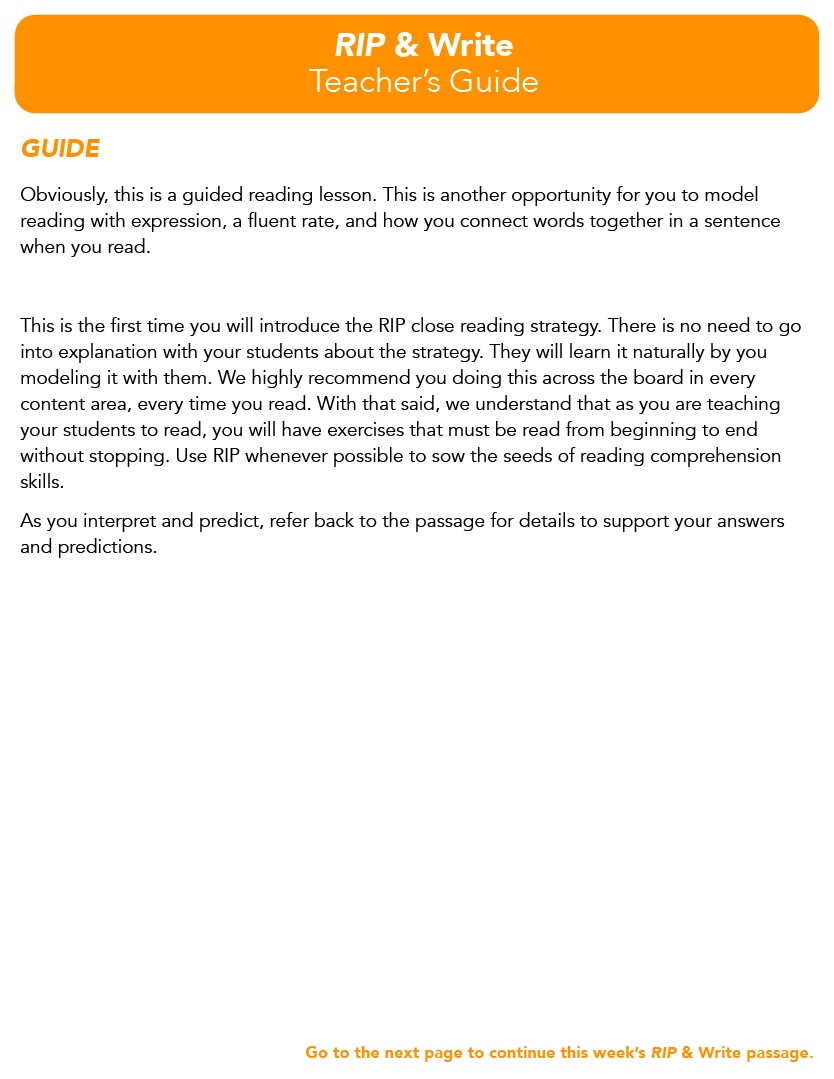 RIP & Write
Teacher’s Guide
GUIDE
Obviously, this is a guided reading lesson. This is another opportunity for you to model
reading with expression, a fluent rate, and how you connect words together in a sentence
when you read.
This is the first time you will introduce the RIP close reading strategy. There is no need to go
into explanation with your students about the strategy. They will learn it naturally by you
modeling it with them. We highly recommend you doing this across the board in every
content area, every time you read. With that said, we understand that as you are teaching
your students to read, you will have exercises that must be read from beginning to end
without stopping. Use RIP whenever possible to sow the seeds of reading comprehension
skills.
As you interpret and predict, refer back to the passage for details to support your answers
and predictions.
Go to the next page to continue this week’s RIP & Write passage.